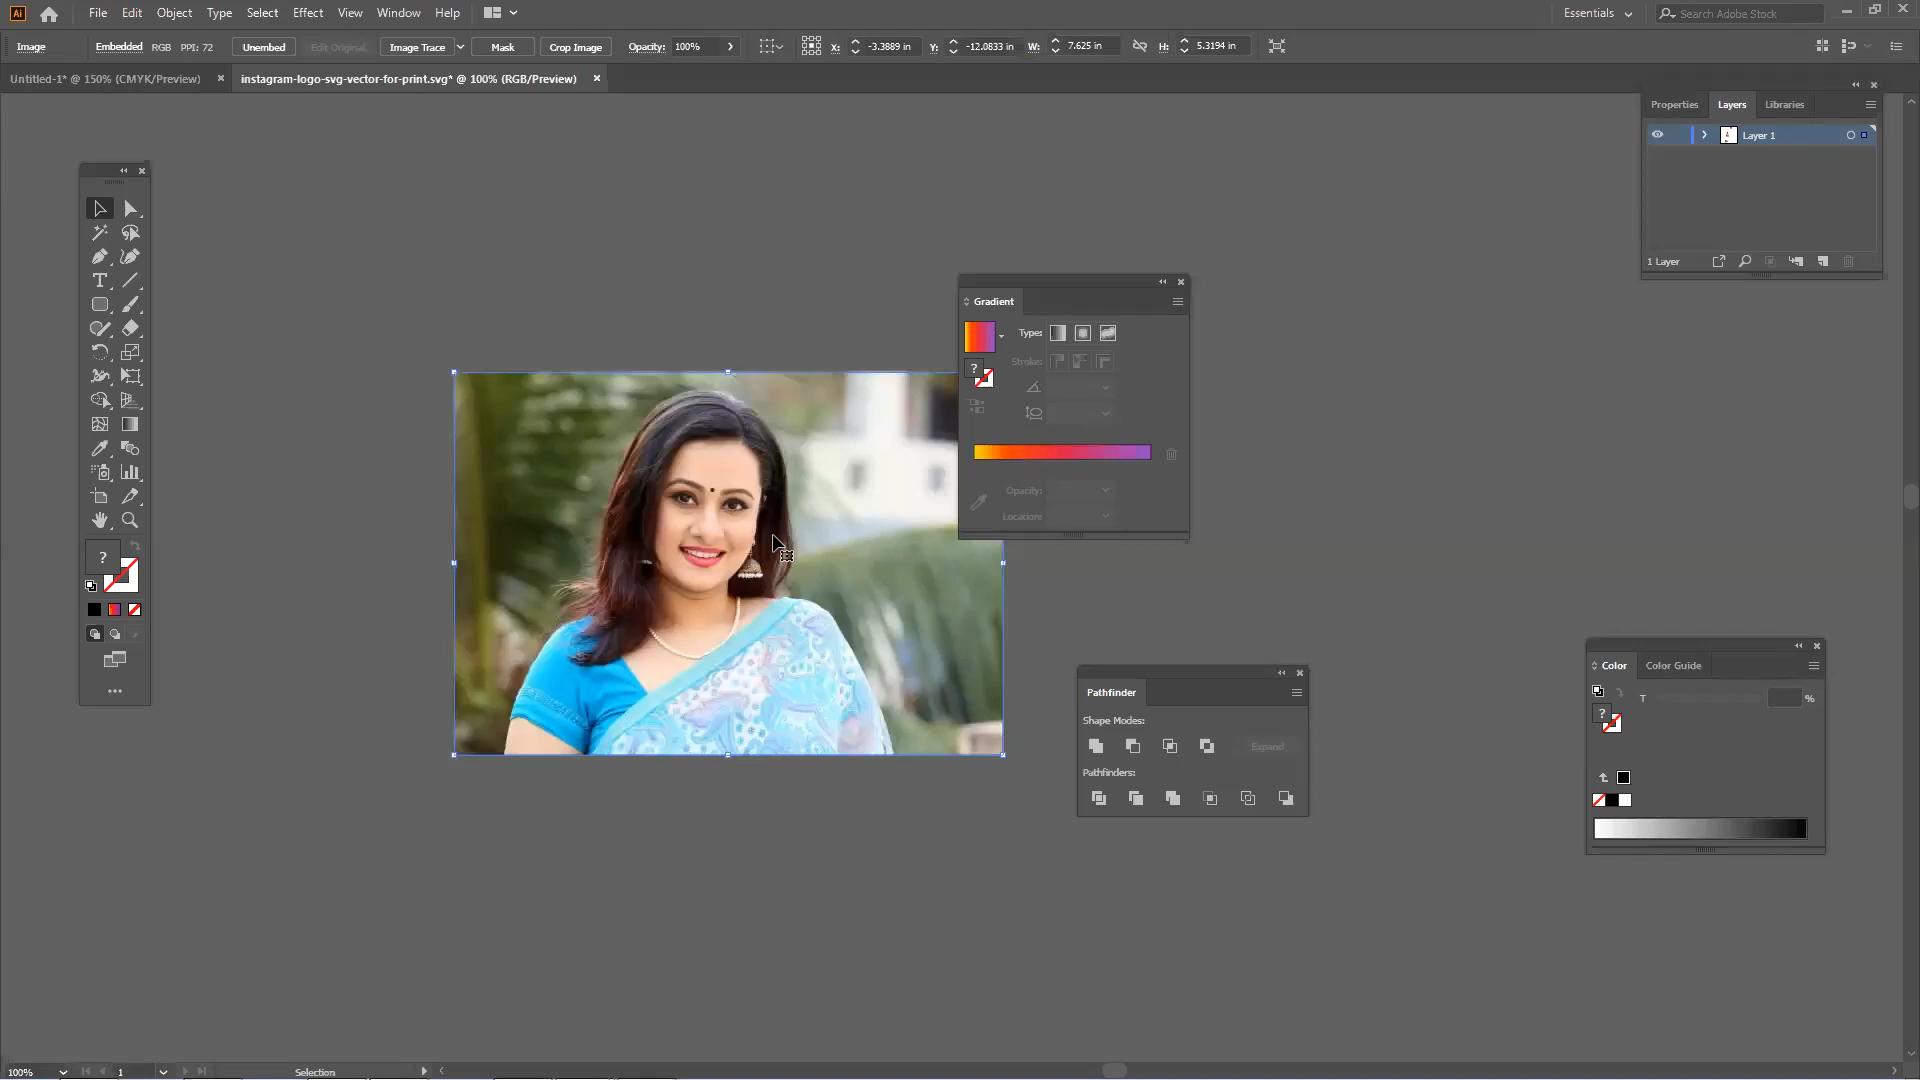 Ai File Edit Object Type Select Effect View Window Help Essentials Search Adobe Stock
Image Embedded RGB PPI: 72 Unembed Edit Original Image Trace Mask Crop Image Opacity: 100% X: -3.3889 in Y: -12.0833 in W: 7.625 in H: 5.3194 in
Untitled-1* @ 150% (CMYK/Preview) instagram-logo-svg-vector-for-print.svg* @ 100% (RGB/Preview)
Properties Layers Libraries
Layer 1
1 Layer
Gradient
Type:
?
Stroke:
Opacity:
Location:
T
?
Pathfinder
Shape Modes:
Expand
Pathfinders:
Color Color Guide
T %
?
100% 1 Selection